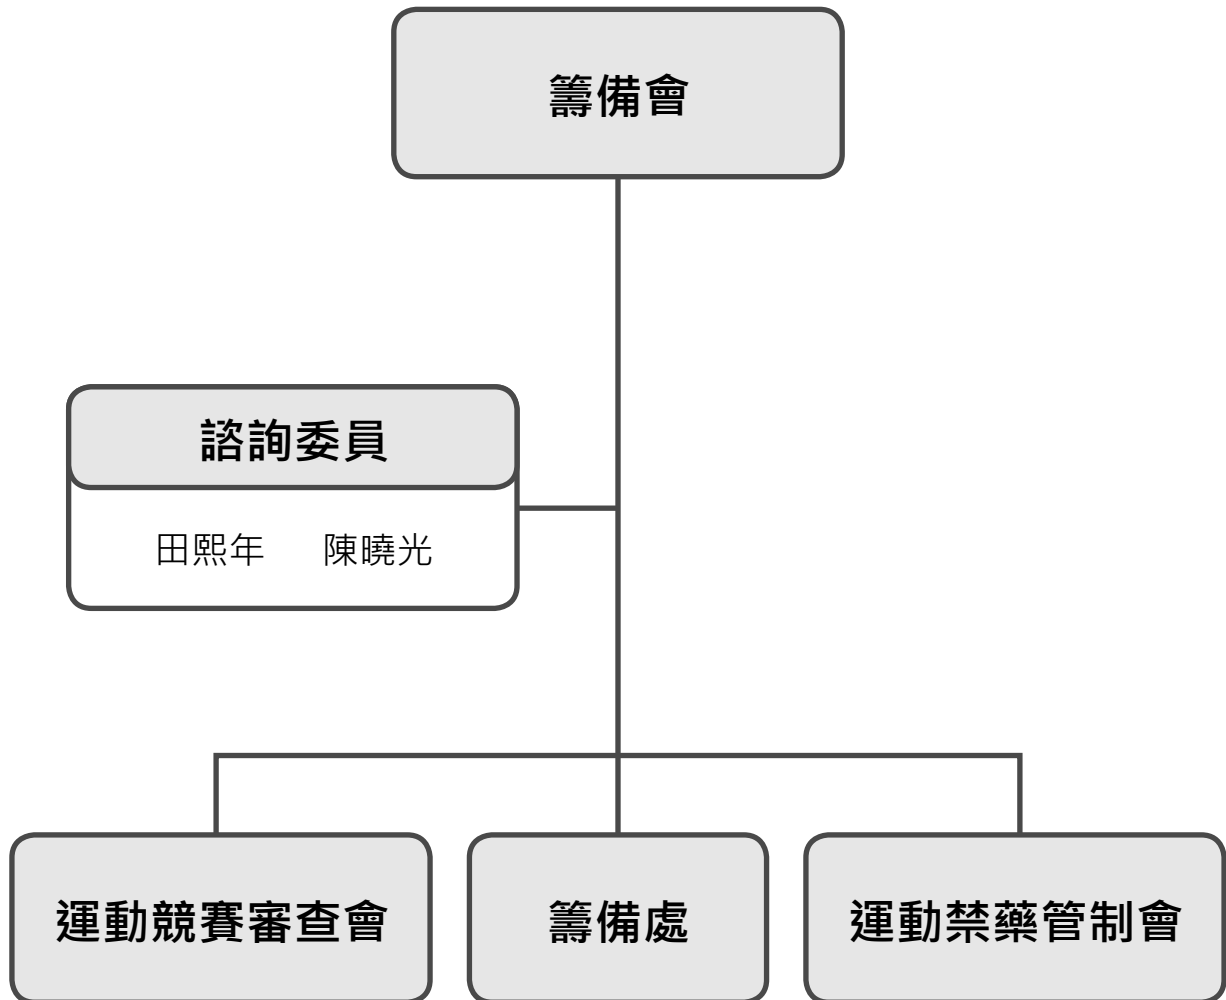 籌備會
諮詢委員
田熙年 陳曉光
運動競賽審查會
籌備處
運動禁藥管制會